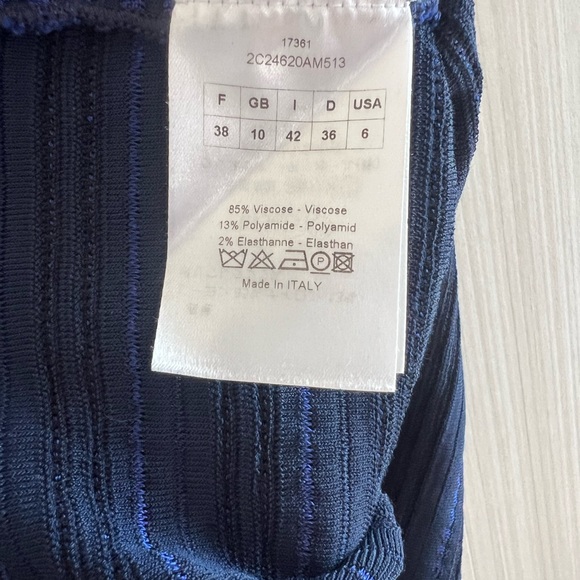 17361
2C24620AM513
F GB I D USA
38 10 42 36 6
85% Viscose - Viscose
13% Polyamide - Polyamid
2% Elasthanne - Elasthan
P
Made in ITALY